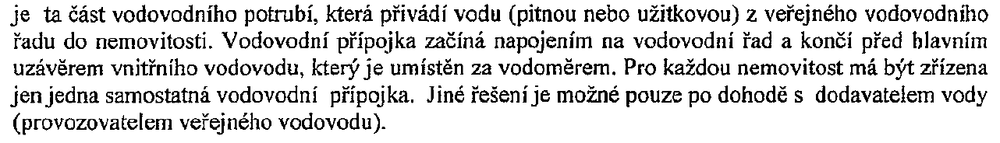 je ta část vodovodního potrubí, která přivádí vodu (pitnou nebo užitkovou) z veřejného vodovodního
řadu do nemovitosti. Vodovodní přípojka začíná napojením na vodovodní řad a končí před hlavním
uzávěrem vnitřního vodovodu, který je umístěn za vodoměrem. Pro každou nemovitost má být zřízena
jen jedna samostatná vodovodní přípojka. Jiné řešení je možné pouze po dohodě s dodavatelem vody
(provozovatelem veřejného vodovodu).